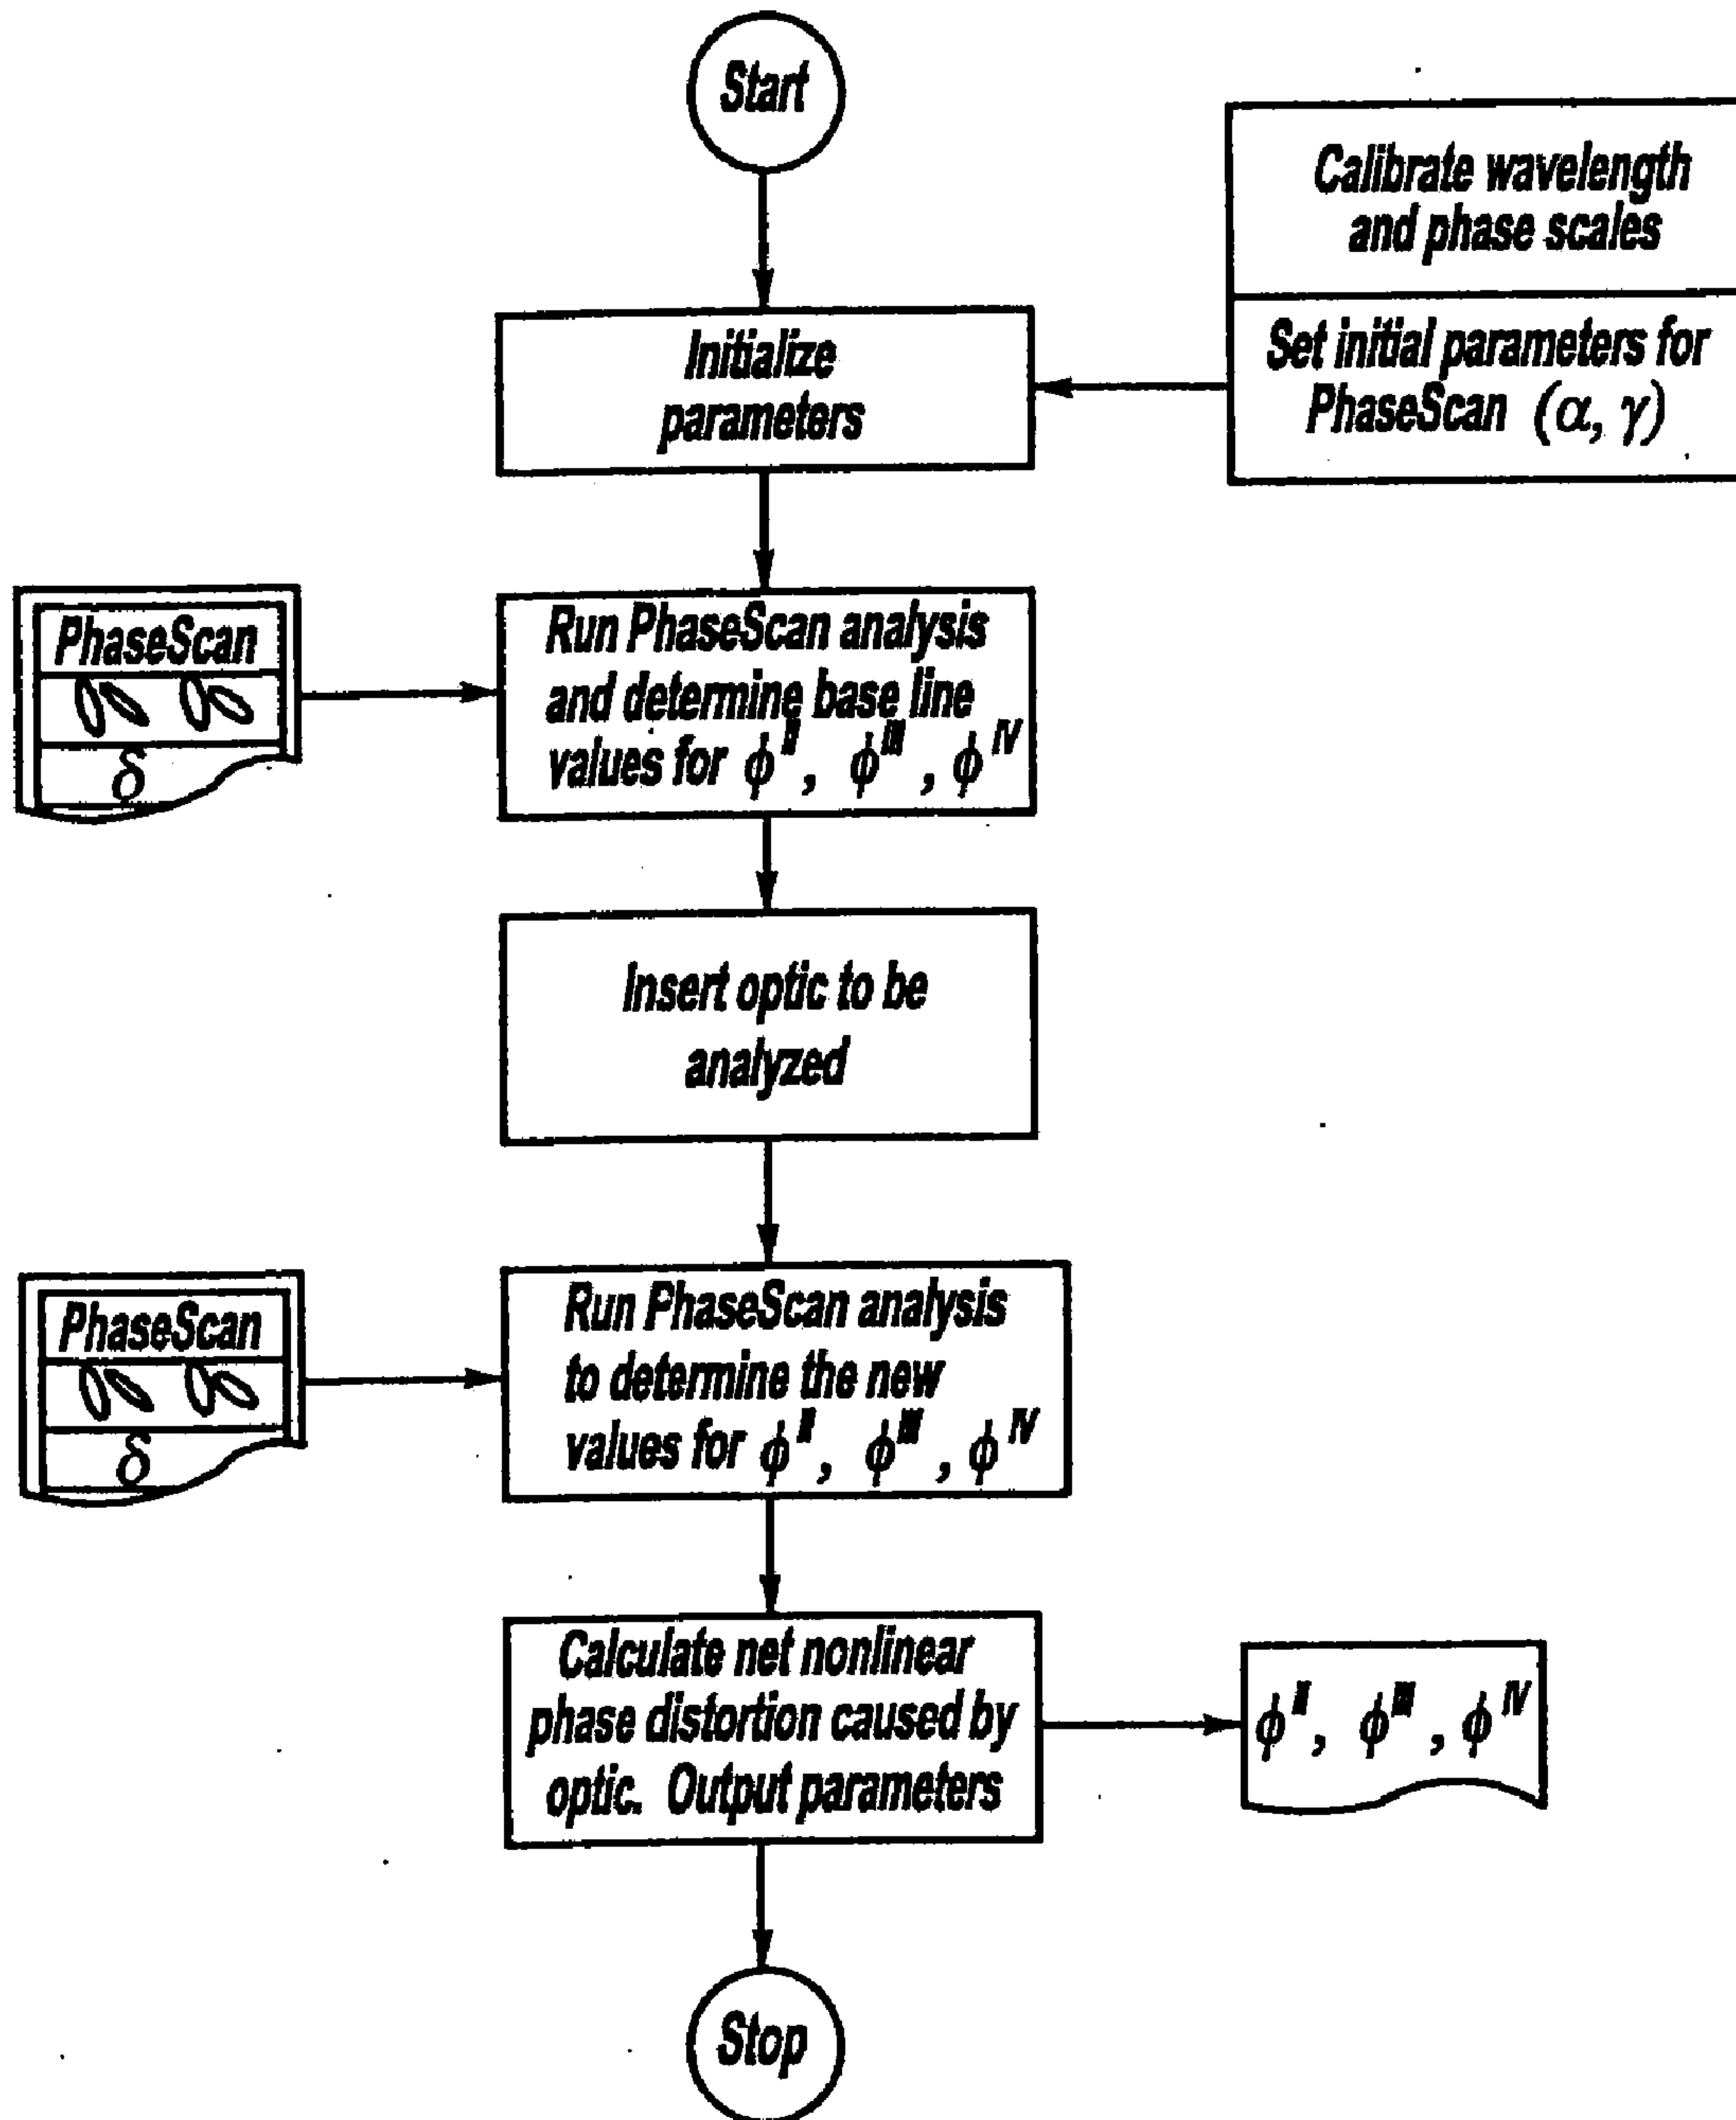 Start
Calibrate wavelength
and phase scales
Set initial parameters for
PhaseScan (α, γ)
Initialize
parameters
PhaseScan
δ
Run PhaseScan analysis
and determine base line
values for ϕ^II, ϕ^III, ϕ^IV
Insert optic to be
analyzed
PhaseScan
δ
Run PhaseScan analysis
to determine the new
values for ϕ^II, ϕ^III, ϕ^IV
Calculate net nonlinear
phase distortion caused by
optic. Output parameters
ϕ^II, ϕ^III, ϕ^IV
Stop